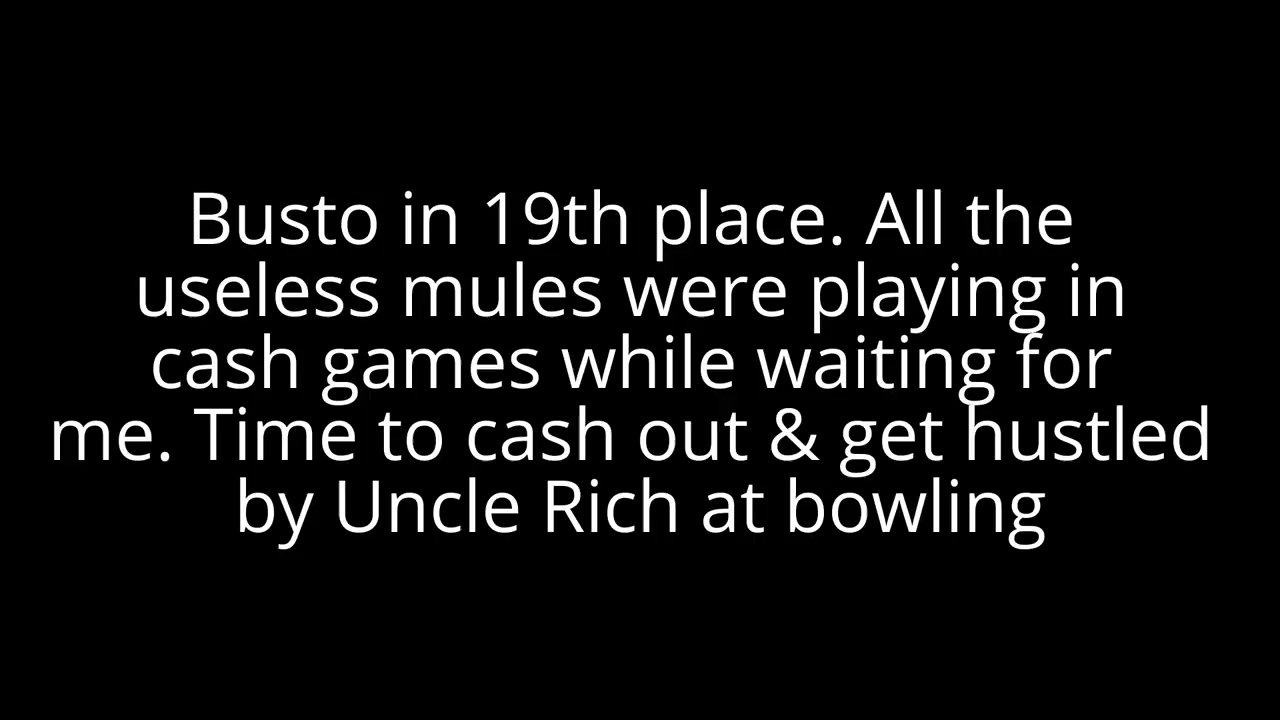 Busto in 19th place. All the
useless mules were playing in
cash games while waiting for
me. Time to cash out & get hustled
by Uncle Rich at bowling